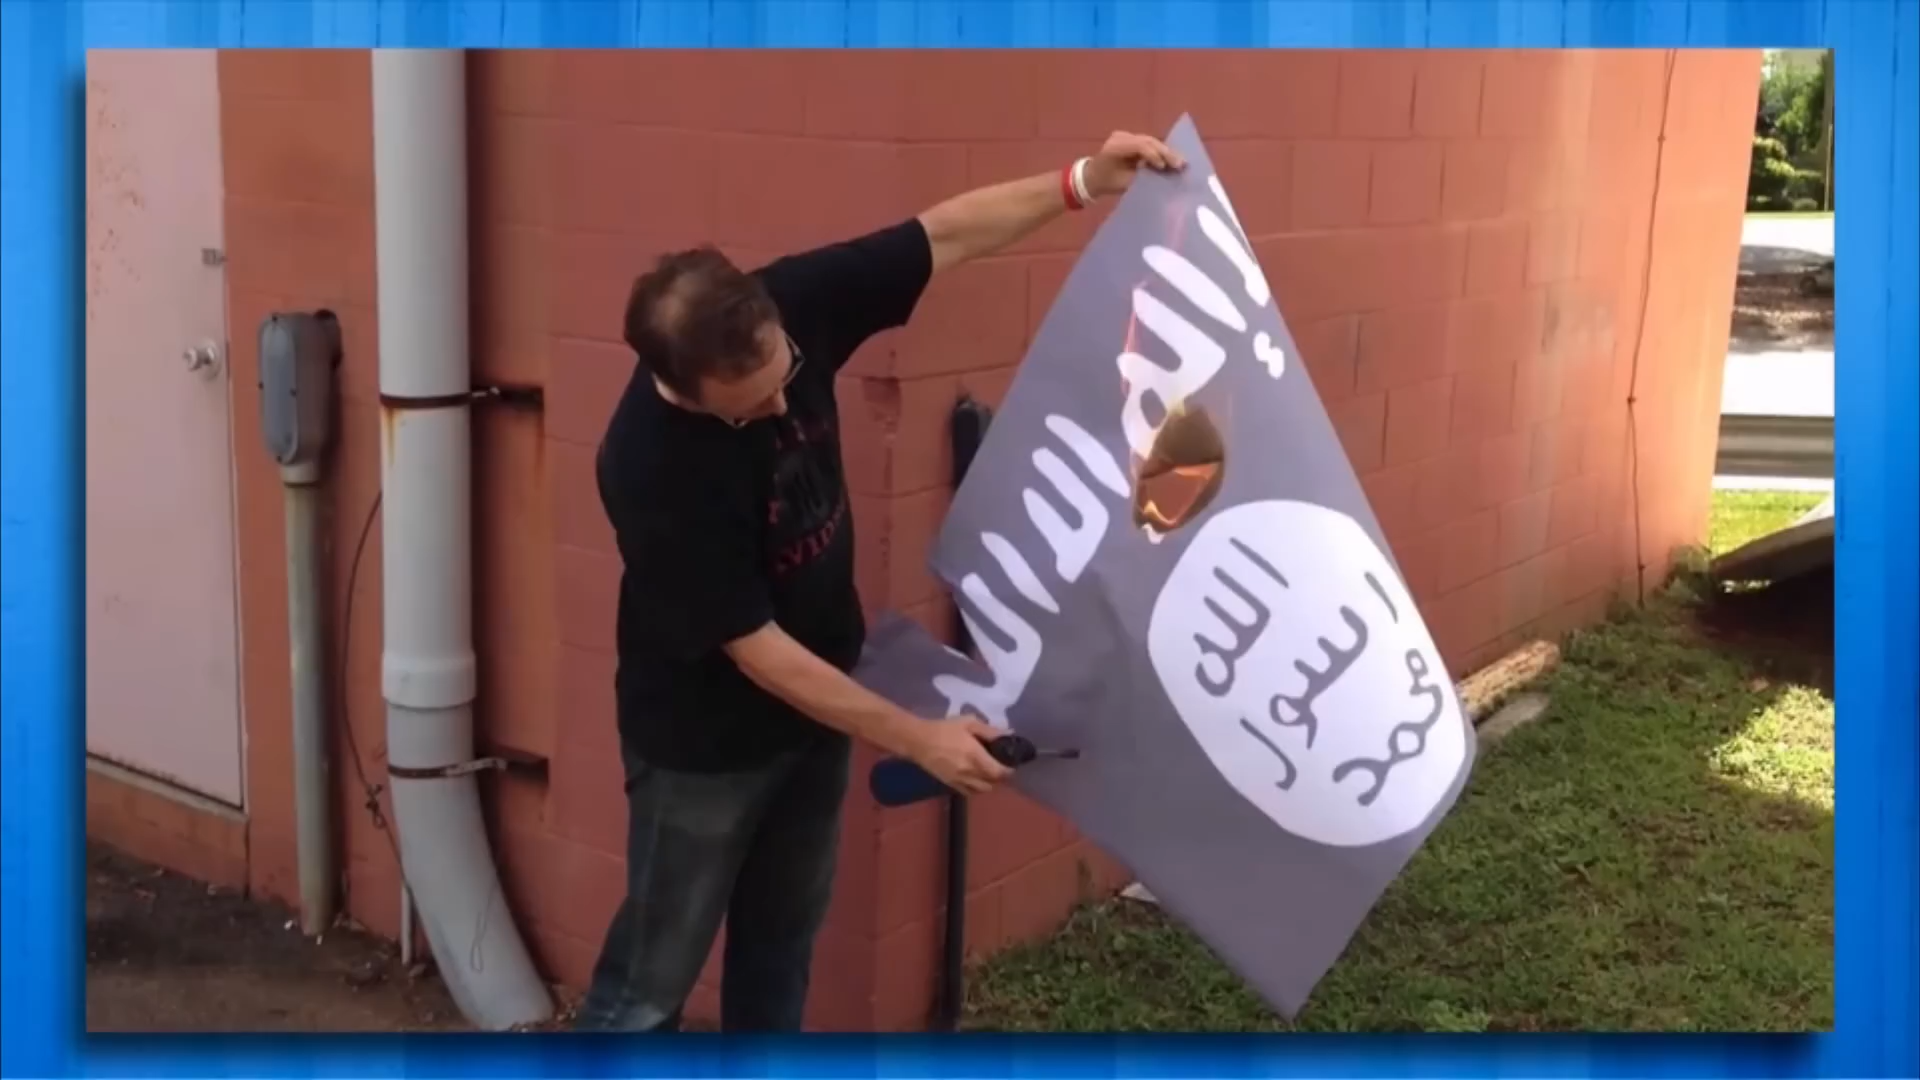 لا اله الا الله
الله
رسول
محمد